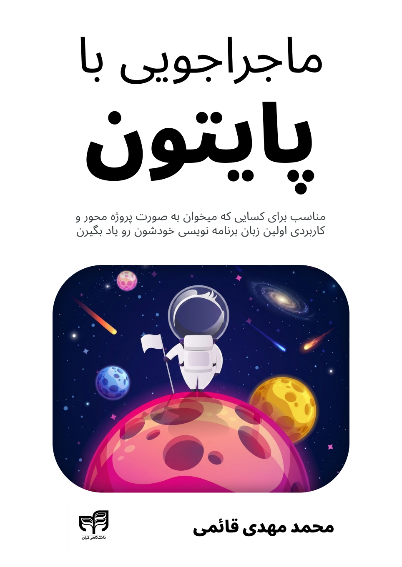 ماجراجویی با
پایتون
مناسب برای کسایی که میخوان به صورت پروژه محور و
کاربردی اولین زبان برنامه نویسی خودشون رو یاد بگیرن
محمد مهدی قائمی